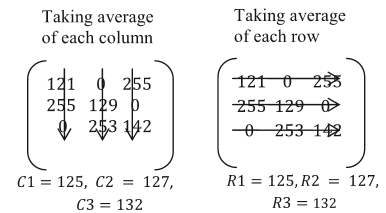 Taking average
of each column
121 0 255
255 129 0
0 253 142
C1 = 125, C2 = 127,
C3 = 132
Taking average
of each row
121 0 255
255 129 0
0 253 142
R1 = 125, R2 = 127,
R3 = 132